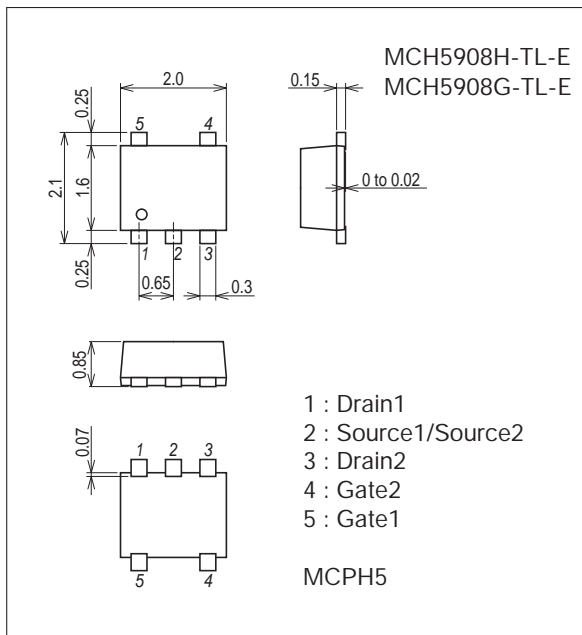 MCH5908H-TL-E
MCH5908G-TL-E
2.0
0.15
0.25
5
4
2.1
1.6
0 to 0.02
1
2
3
0.25
0.65
0.3
0.85
0.07
1
2
3
5
4
1 : Drain1
2 : Source1/Source2
3 : Drain2
4 : Gate2
5 : Gate1
MCPH5